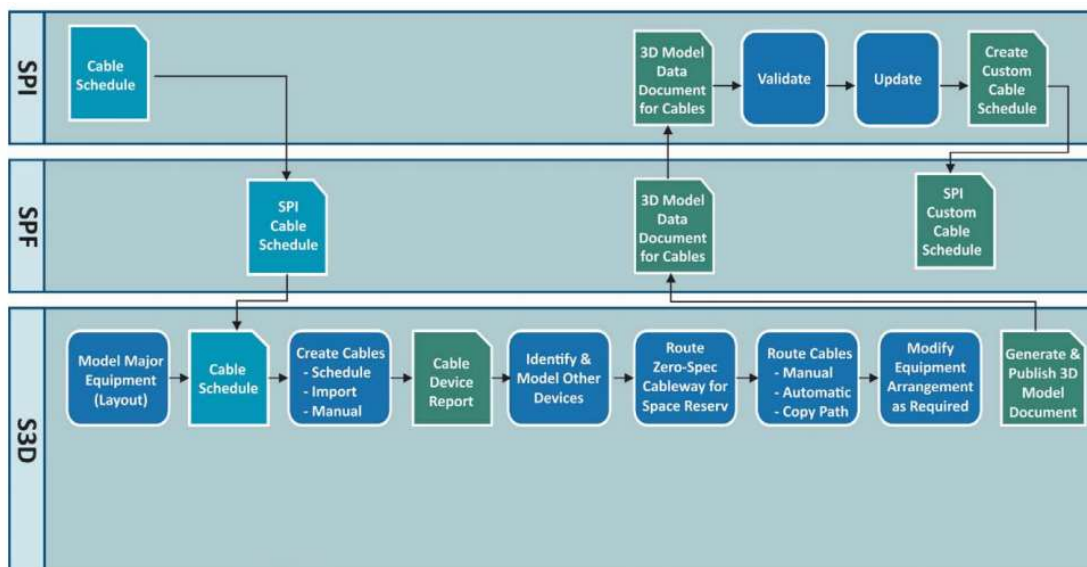 SPI
Cable
Schedule
3D Model
Data
Document
for Cables
Validate
Update
Create
Custom
Cable
Schedule
SPF
SPI
Cable
Schedule
3D Model
Data
Document
for Cables
SPI
Custom
Cable
Schedule
S3D
Model Major
Equipment
(Layout)
Cable
Schedule
Create Cables
- Schedule
- Import
- Manual
Cable
Device
Report
Identify &
Model Other
Devices
Route
Zero-Spec
Cableway for
Space Reserv
Route Cables
- Manual
- Automatic
- Copy Path
Modify
Equipment
Arrangement
as Required
Generate &
Publish 3D
Model
Document